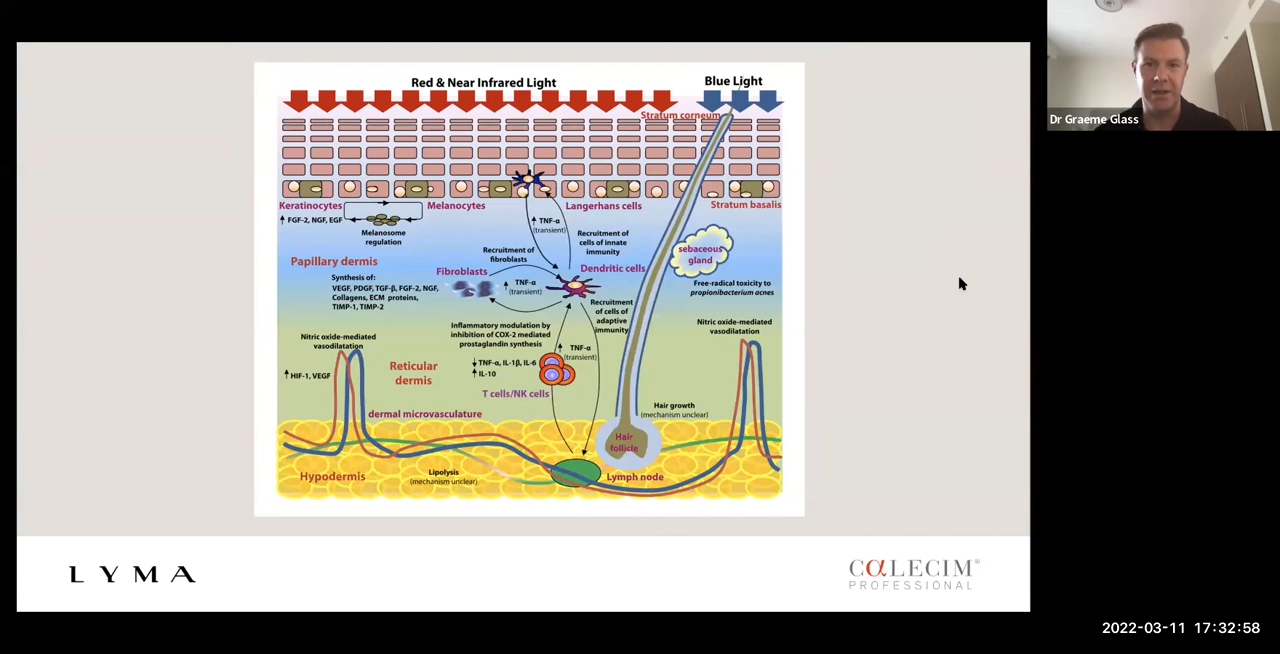 Red & Near Infrared Light
Blue Light
Stratum corneum
Keratinocytes
Melanocytes
Langerhans cells
Stratum basalis
↑ FGF-2, NGF, EGF
Melanosome
regulation
↑ TNF-α
(transient)
Recruitment of
cells of innate
immunity
sebaceous
gland
Papillary dermis
Recruitment of
fibroblasts
Fibroblasts
Dendritic cells
Synthesis of:
VEGF, PDGF, TGF-β, FGF-2, NGF,
Collagens, ECM proteins,
TIMP-1, TIMP-2
↑ TNF-α
(transient)
Free-radical toxicity to
propionibacterium acnes
Recruitment
of cells of
adaptive
immunity
Nitric oxide-mediated
vasodilatation
Inflammatory modulation by
inhibition of COX-2 mediated
prostaglandin synthesis
Nitric oxide-mediated
vasodilatation
↑ TNF-α
(transient)
↓ TNF-α, IL-1β, IL-6
↑ IL-10
↑ HIF-1, VEGF
Reticular
dermis
T cells/NK cells
dermal microvasculature
Hair growth
(mechanism unclear)
Hair
follicle
Hypodermis
Lipolysis
(mechanism unclear)
Lymph node
LYMA
CαLECIM®
PROFESSIONAL
Dr Graeme Glass
2022-03-11 17:32:58